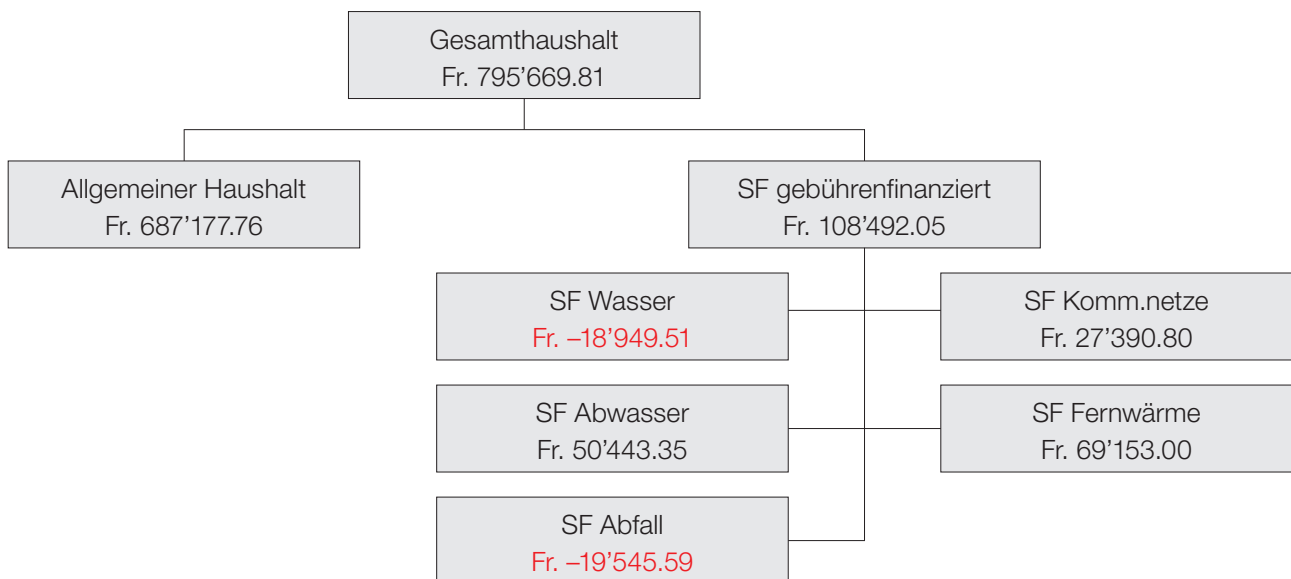 Gesamthaushalt
Fr. 795’669.81
Allgemeiner Haushalt
Fr. 687’177.76
SF gebührenfinanziert
Fr. 108’492.05
SF Wasser
Fr. –18’949.51
SF Komm.netze
Fr. 27’390.80
SF Abwasser
Fr. 50’443.35
SF Fernwärme
Fr. 69’153.00
SF Abfall
Fr. –19’545.59